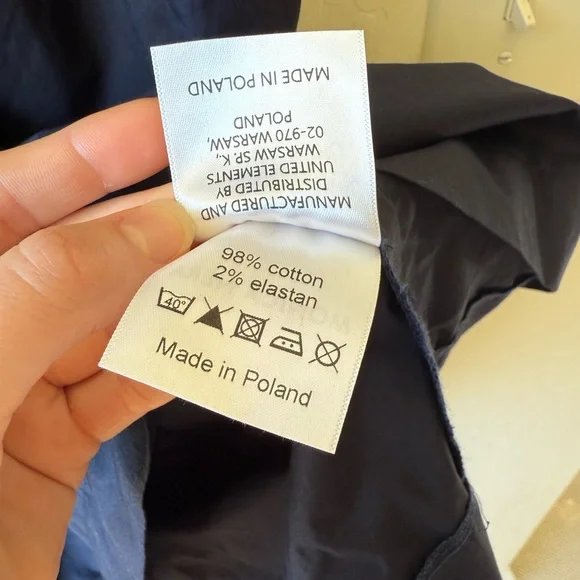 MANUFACTURED AND
DISTRIBUTED BY
UNITED ELEMENTS
WARSAW SP. K.,
02-970 WARSAW,
POLAND
MADE IN POLAND
98% cotton
2% elastan
40°
Made in Poland